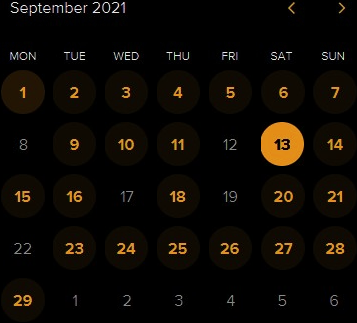 September 2021
MON TUE WED THU FRI SAT SUN
1 2 3 4 5 6 7
8 9 10 11 12 13 14
15 16 17 18 19 20 21
22 23 24 25 26 27 28
29 1 2 3 4 5 6